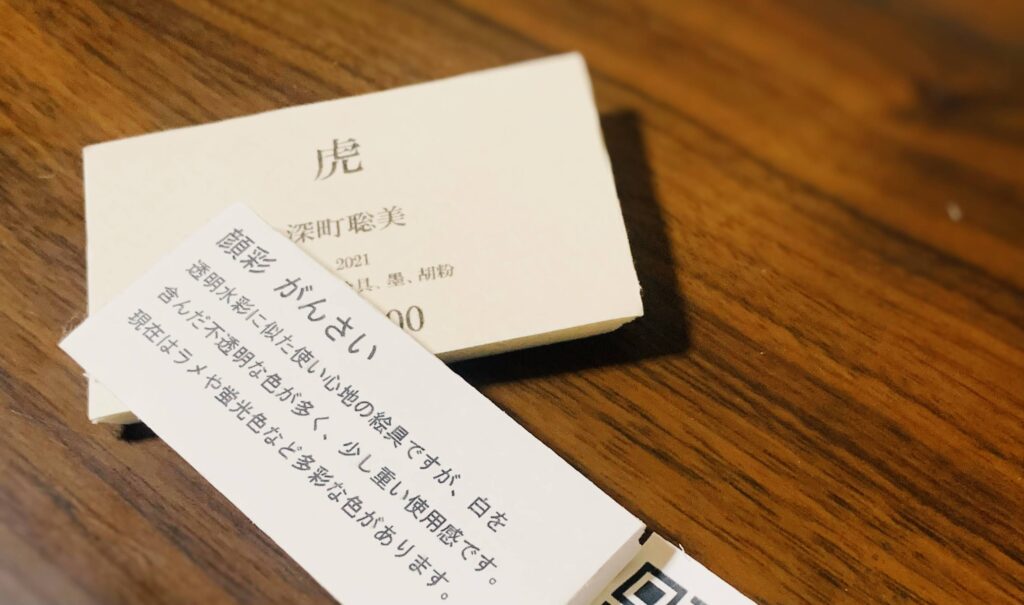 虎
深町聡美
2021
具、墨、胡粉
00
顔彩 がんさい
透明水彩に似た使い心地の絵具ですが、白を
含んだ不透明な色が多く、少し重い使用感です。
現在はラメや蛍光色など多彩な色があります。